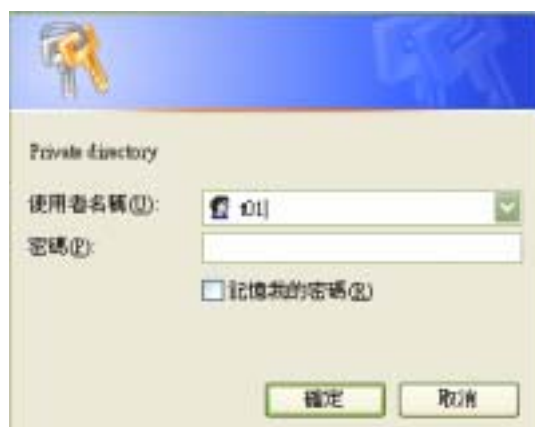 Private directory
使用者名稱(U):
t01
密碼(P):
記憶我的密碼(R)
確定
取消